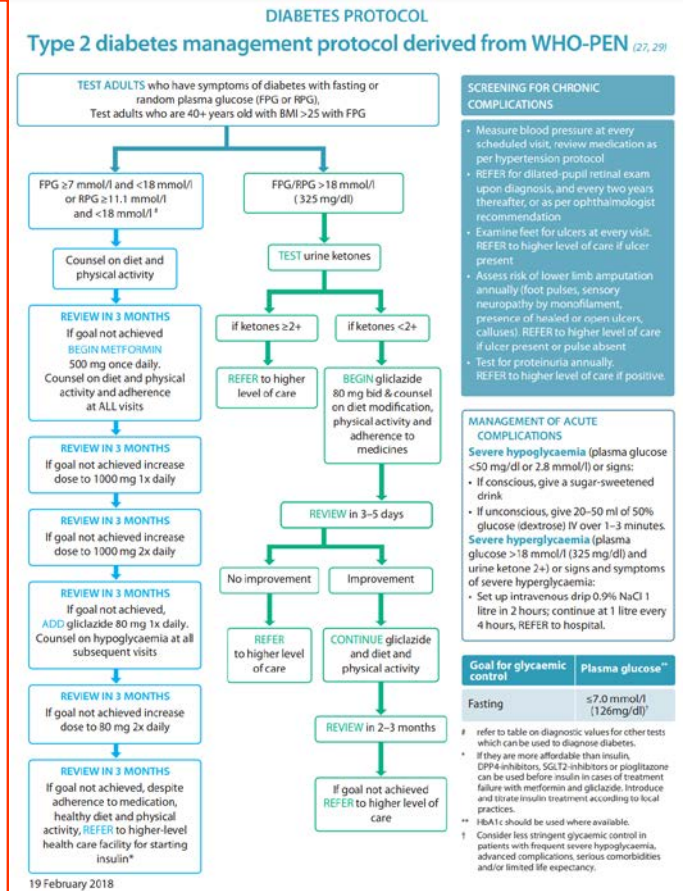 DIABETES PROTOCOL
Type 2 diabetes management protocol derived from WHO-PEN (27, 29)
TEST ADULTS who have symptoms of diabetes with fasting or
random plasma glucose (FPG or RPG),
Test adults who are 40+ years old with BMI >25 with FPG
FPG ≥7 mmol/l and <18 mmol/l
or RPG ≥11.1 mmol/l
and <18 mmol/l #
Counsel on diet and
physical activity
REVIEW IN 3 MONTHS
If goal not achieved
BEGIN METFORMIN
500 mg once daily.
Counsel on diet and physical
activity and adherence
at ALL visits
REVIEW IN 3 MONTHS
If goal not achieved increase
dose to 1000 mg 1x daily
REVIEW IN 3 MONTHS
If goal not achieved increase
dose to 1000 mg 2x daily
REVIEW IN 3 MONTHS
If goal not achieved,
ADD gliclazide 80 mg 1x daily.
Counsel on hypoglycaemia at all
subsequent visits
REVIEW IN 3 MONTHS
If goal not achieved increase
dose to 80 mg 2x daily
REVIEW IN 3 MONTHS
If goal not achieved, despite
adherence to medication,
healthy diet and physical
activity, REFER to higher-level
health care facility for starting
insulin*
FPG/RPG >18 mmol/l
(325 mg/dl)
TEST urine ketones
if ketones ≥2+
REFER to higher
level of care
if ketones <2+
BEGIN gliclazide
80 mg bid & counsel
on diet modification,
physical activity and
adherence to
medicines
REVIEW in 3–5 days
No improvement
REFER
to higher level
of care
Improvement
CONTINUE gliclazide
and diet and
physical activity
REVIEW in 2–3 months
If goal not achieved
REFER to higher level of
care
SCREENING FOR CHRONIC
COMPLICATIONS
• Measure blood pressure at every
scheduled visit, review medication as
per hypertension protocol
• REFER for dilated-pupil retinal exam
upon diagnosis, and every two years
thereafter, or as per ophthalmologist
recommendation
• Examine feet for ulcers at every visit.
REFER to higher level of care if ulcer
present
• Assess risk of lower limb amputation
annually (foot pulses, sensory
neuropathy by monofilament,
presence of healed or open ulcers,
calluses). REFER to higher level of care
if ulcer present or pulse absent
• Test for proteinuria annually.
REFER to higher level of care if positive.
MANAGEMENT OF ACUTE
COMPLICATIONS
Severe hypoglycaemia (plasma glucose
<50 mg/dl or 2.8 mmol/l) or signs:
• If conscious, give a sugar-sweetened
drink
• If unconscious, give 20–50 ml of 50%
glucose (dextrose) IV over 1–3 minutes.
Severe hyperglycaemia (plasma
glucose >18 mmol/l (325 mg/dl) and
urine ketone 2+) or signs and symptoms
of severe hyperglycaemia:
• Set up intravenous drip 0.9% NaCl 1
litre in 2 hours; continue at 1 litre every
4 hours, REFER to hospital.
Goal for glycaemic
control
Plasma glucose**
Fasting
≤7.0 mmol/l
(126mg/dl)†
# refer to table on diagnostic values for other tests
which can be used to diagnose diabetes.
* If they are more affordable than insulin,
DPP4-inhibitors, SGLT2-inhibitors or pioglitazone
can be used before insulin in cases of treatment
failure with metformin and gliclazide. Introduce
and titrate insulin treatment according to local
practices.
** HbA1c should be used where available.
† Consider less stringent glycaemic control in
patients with frequent severe hypoglycaemia,
advanced complications, serious comorbidities
and/or limited life expectancy.
19 February 2018